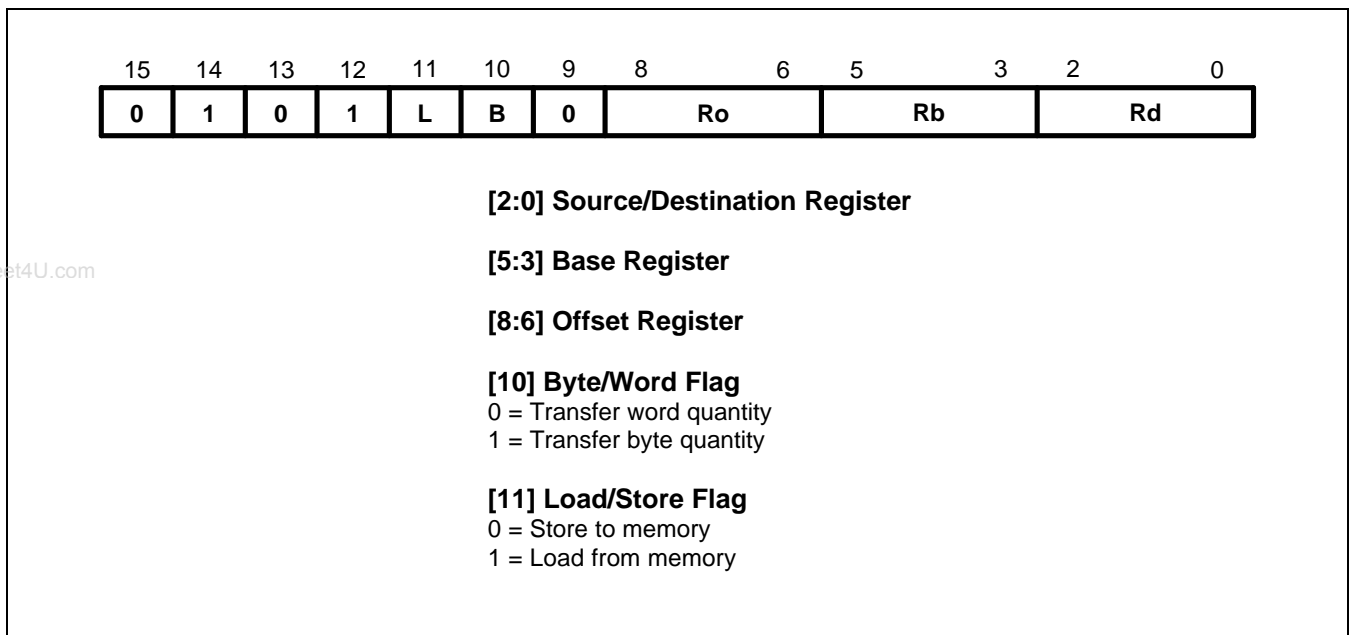 15 14 13 12 11 10 9 8 6 5 3 2 0
0 1 0 1 L B 0 Ro Rb Rd
[2:0] Source/Destination Register
et4U.com
[5:3] Base Register
[8:6] Offset Register
[10] Byte/Word Flag
0 = Transfer word quantity
1 = Transfer byte quantity
[11] Load/Store Flag
0 = Store to memory
1 = Load from memory